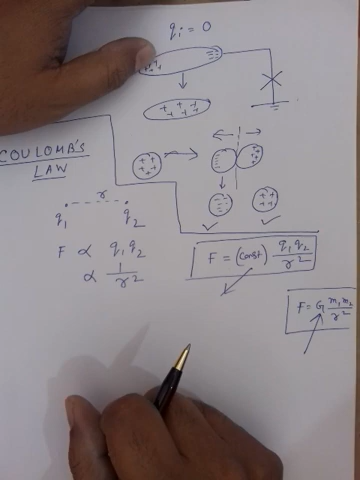 qᵢ = 0
COULOMB'S
LAW
r
q₁ q₂
F ∝ q₁q₂
∝ 1/r²
F = (const) q₁q₂/r²
F = G m₁m₂/r²